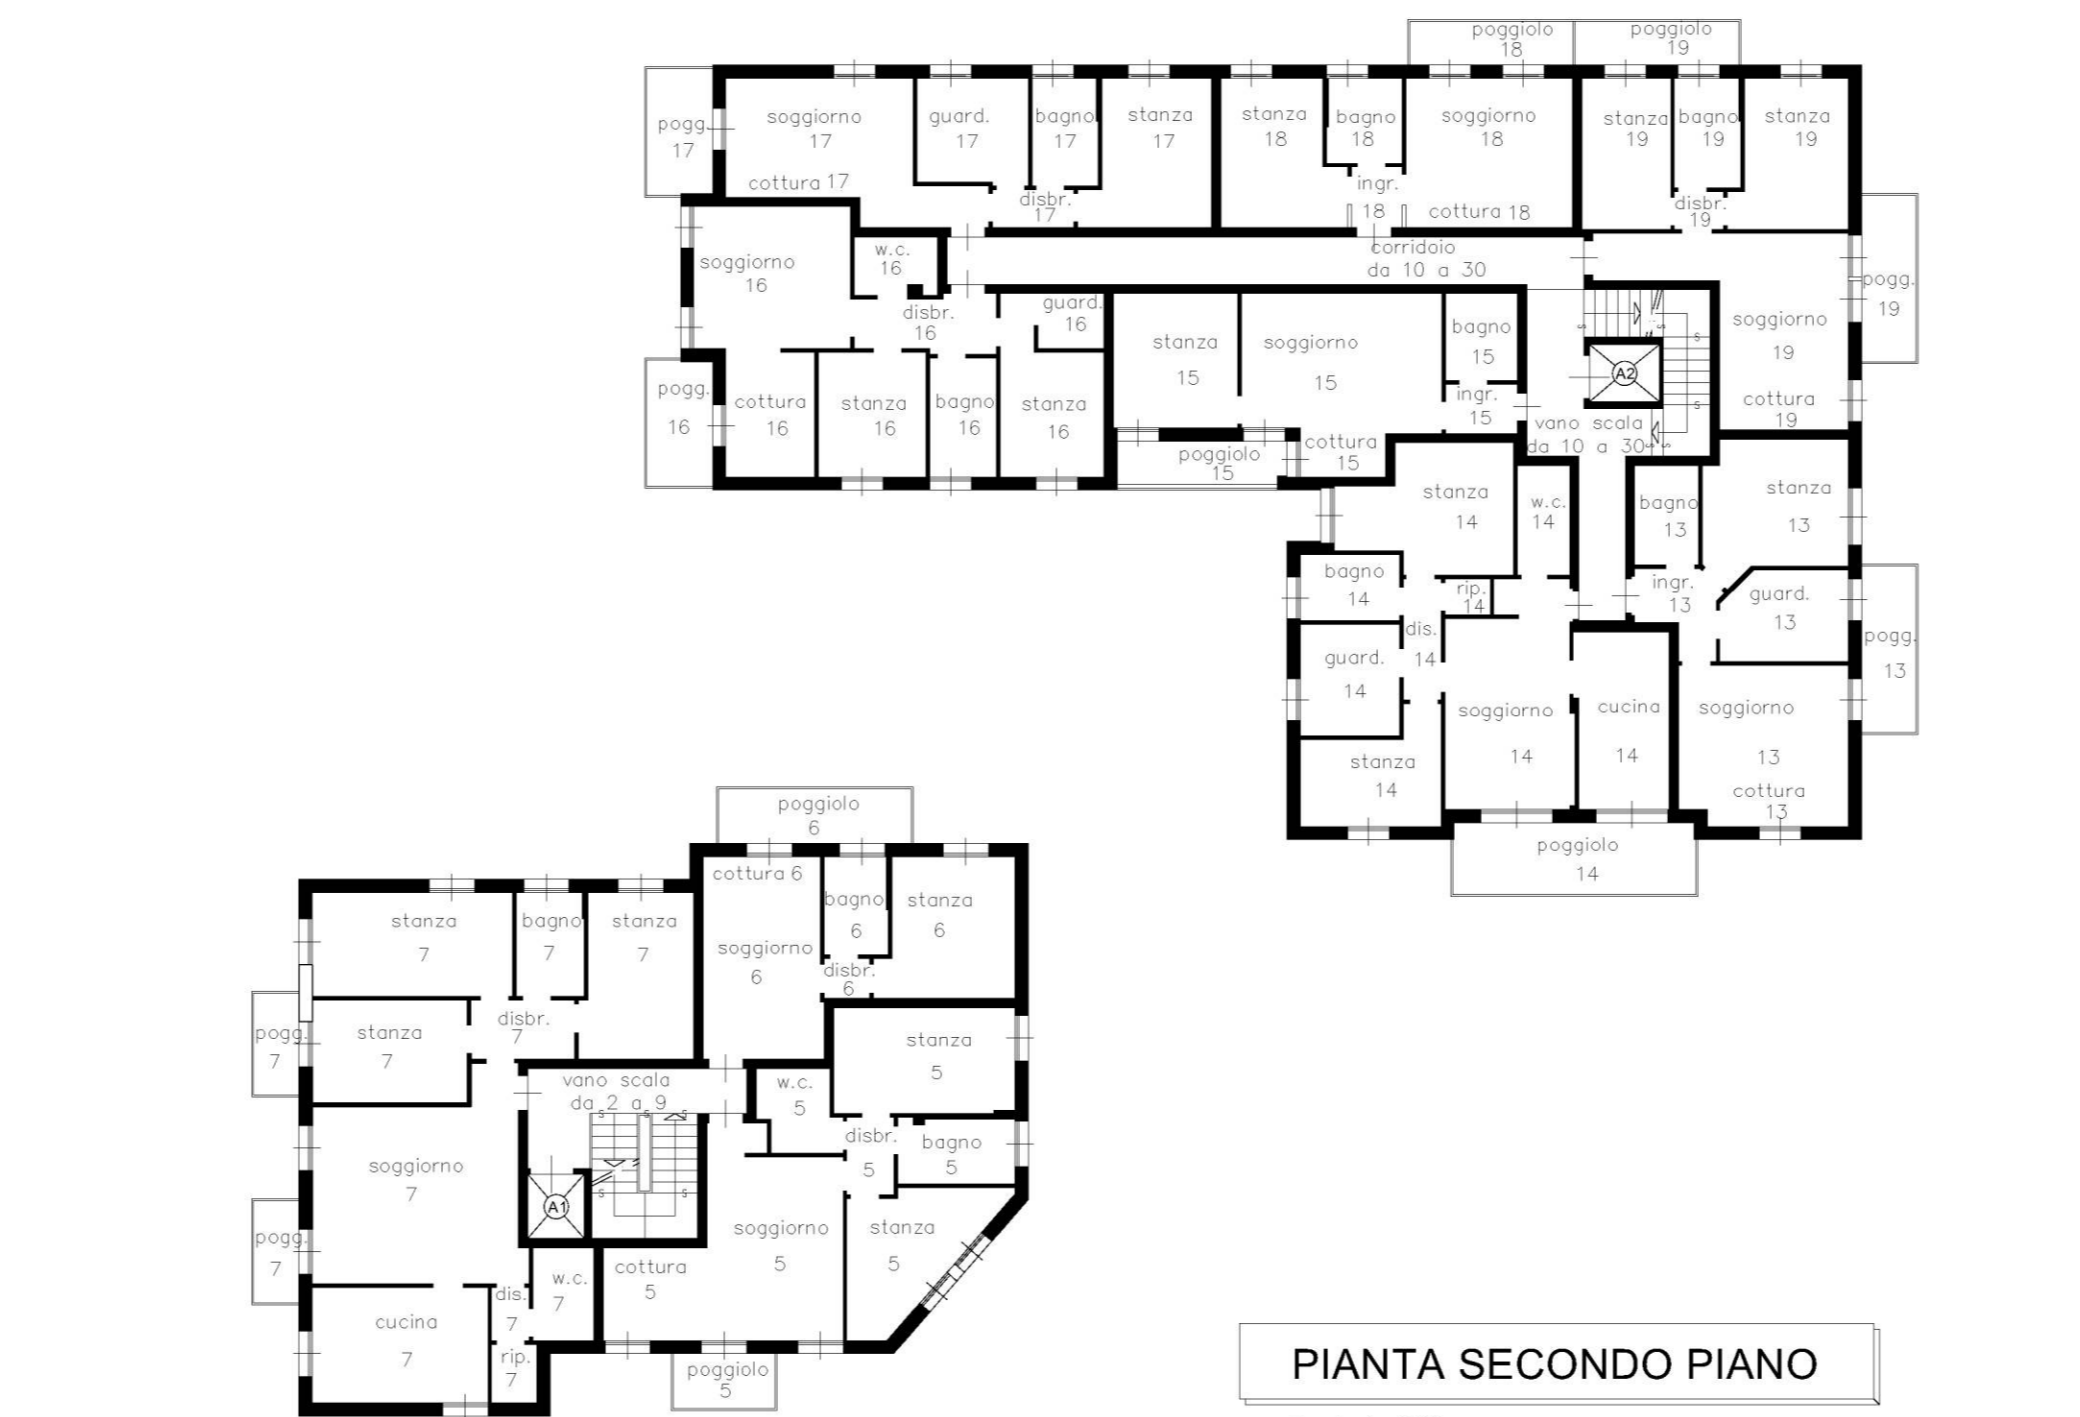 poggiolo
18
poggiolo
19
pogg.
17
soggiorno
17
cottura 17
guard.
17
bagno
17
stanza
17
disbr.
17
stanza
18
bagno
18
soggiorno
18
ingr.
18
cottura 18
stanza
19
bagno
19
stanza
19
disbr.
19
soggiorno
16
w.c.
16
corridoio
da 10 a 30
pogg.
19
disbr.
16
guard.
16
stanza
15
soggiorno
15
bagno
15
ingr.
15
soggiorno
19
cottura
19
A2
vano scala
da 10 a 30
s
s
s
s
s
s
s
pogg.
16
cottura
16
stanza
16
bagno
16
stanza
16
poggiolo
15
cottura
15
stanza
14
w.c.
14
bagno
13
stanza
13
bagno
14
rip.
14
ingr.
13
guard.
13
dis.
14
guard.
14
pogg.
13
soggiorno
14
cucina
14
soggiorno
13
cottura
13
stanza
14
poggiolo
14
poggiolo
6
cottura 6
bagno
6
stanza
6
soggiorno
6
disbr.
6
stanza
7
bagno
7
stanza
7
pogg.
7
stanza
7
disbr.
7
stanza
5
vano scala
da 2 a 9
s
s
s
s
s
w.c.
5
disbr.
5
bagno
5
soggiorno
7
A1
pogg.
7
soggiorno
5
stanza
5
cottura
5
w.c.
7
dis.
7
cucina
7
rip.
7
poggiolo
5
PIANTA SECONDO PIANO